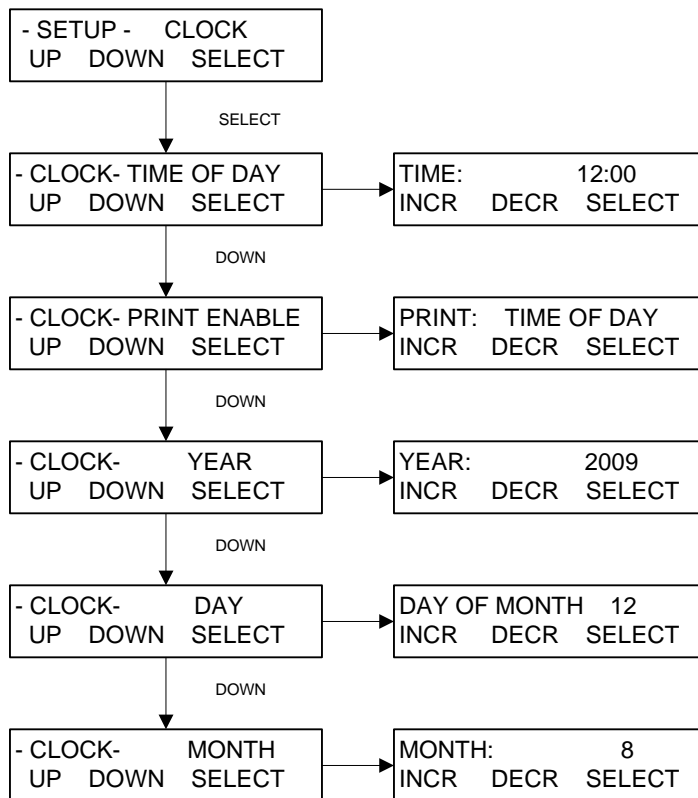 - SETUP - CLOCK
UP DOWN SELECT
SELECT
- CLOCK- TIME OF DAY
UP DOWN SELECT
TIME: 12:00
INCR DECR SELECT
DOWN
- CLOCK- PRINT ENABLE
UP DOWN SELECT
PRINT: TIME OF DAY
INCR DECR SELECT
DOWN
- CLOCK- YEAR
UP DOWN SELECT
YEAR: 2009
INCR DECR SELECT
DOWN
- CLOCK- DAY
UP DOWN SELECT
DAY OF MONTH 12
INCR DECR SELECT
DOWN
- CLOCK- MONTH
UP DOWN SELECT
MONTH: 8
INCR DECR SELECT